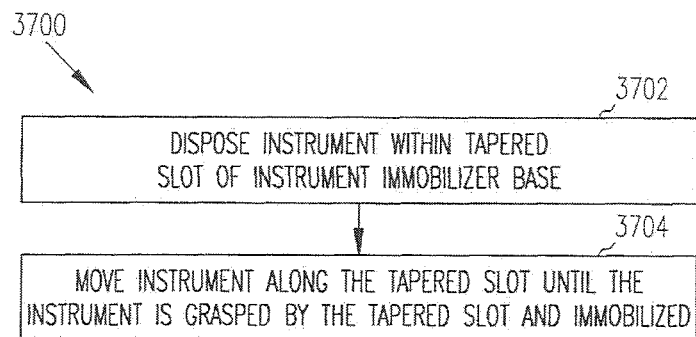 3700
3702
DISPOSE INSTRUMENT WITHIN TAPERED
SLOT OF INSTRUMENT IMMOBILIZER BASE
3704
MOVE INSTRUMENT ALONG THE TAPERED SLOT UNTIL THE
INSTRUMENT IS GRASPED BY THE TAPERED SLOT AND IMMOBILIZED